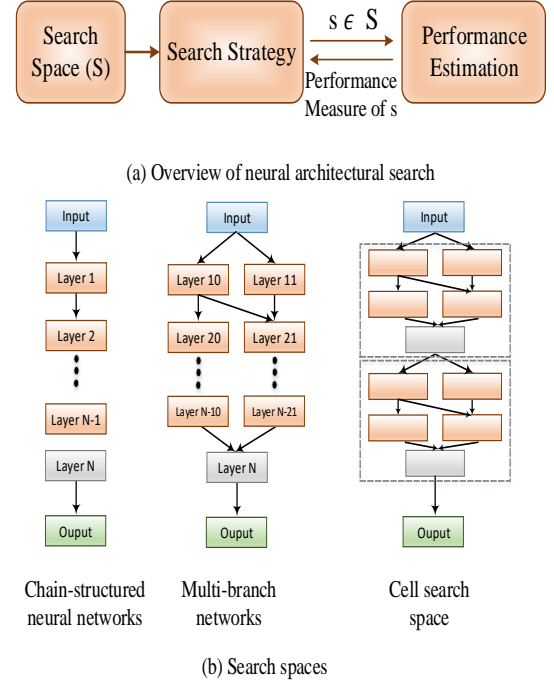 Search
Space (S)
Search Strategy
s ϵ S
Performance
Measure of s
Performance
Estimation
(a) Overview of neural architectural search
Input
Layer 1
Layer 2
Layer N-1
Layer N
Ouput
Chain-structured
neural networks
Input
Layer 10
Layer 11
Layer 20
Layer 21
Layer N-10
Layer N-21
Layer N
Ouput
Multi-branch
networks
Input
Ouput
Cell search
space
(b) Search spaces